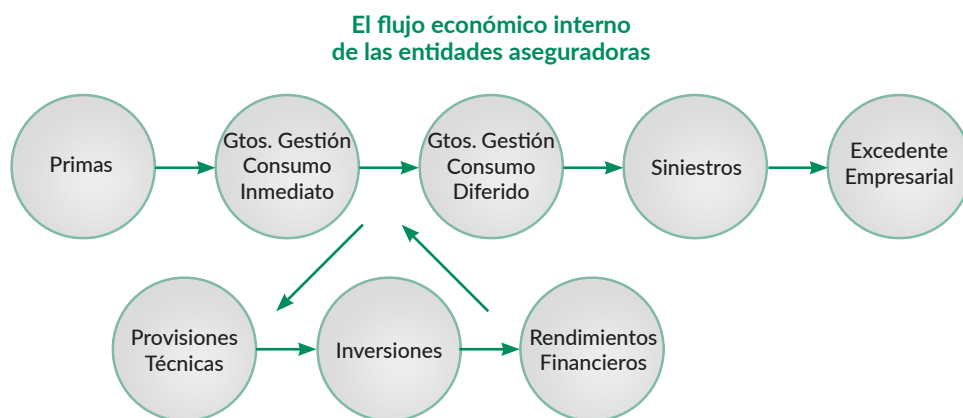 El flujo económico interno
de las entidades aseguradoras
Primas
Gtos. Gestión
Consumo
Inmediato
Gtos. Gestión
Consumo
Diferido
Siniestros
Excedente
Empresarial
Provisiones
Técnicas
Inversiones
Rendimientos
Financieros